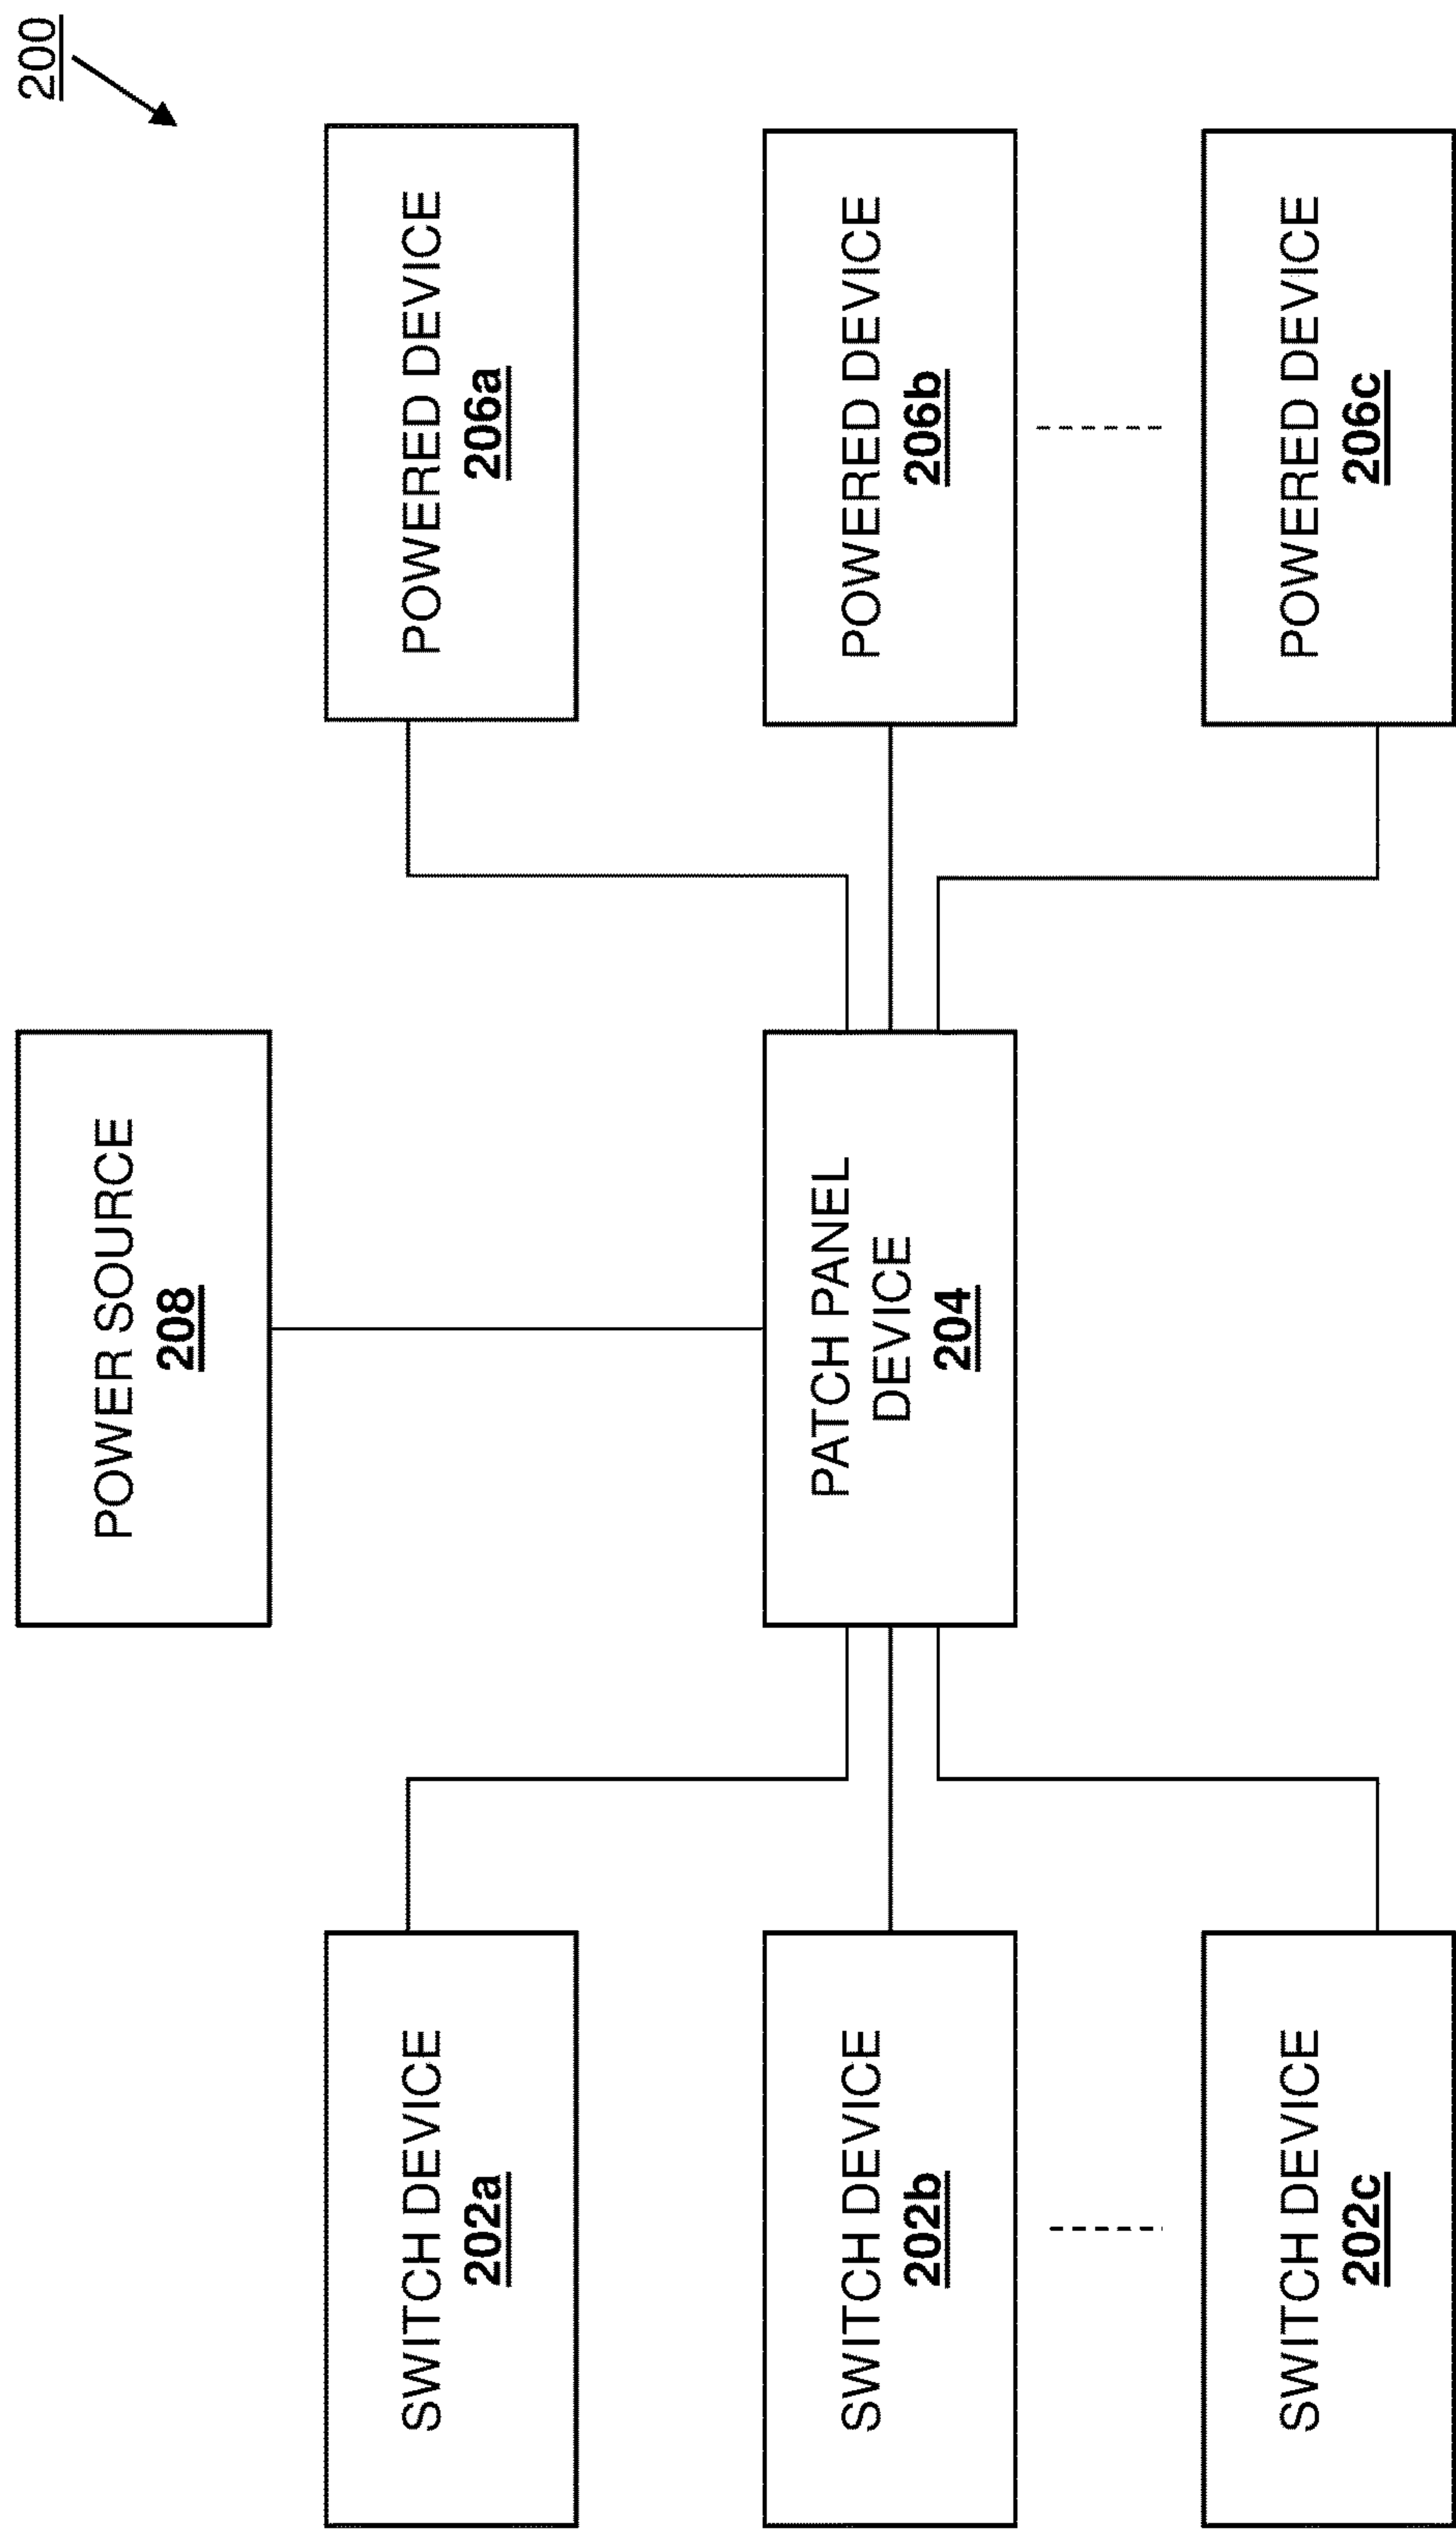 200
POWER SOURCE
208
SWITCH DEVICE
202a
POWERED DEVICE
206a
SWITCH DEVICE
202b
PATCH PANEL
DEVICE
204
POWERED DEVICE
206b
SWITCH DEVICE
202c
POWERED DEVICE
206c